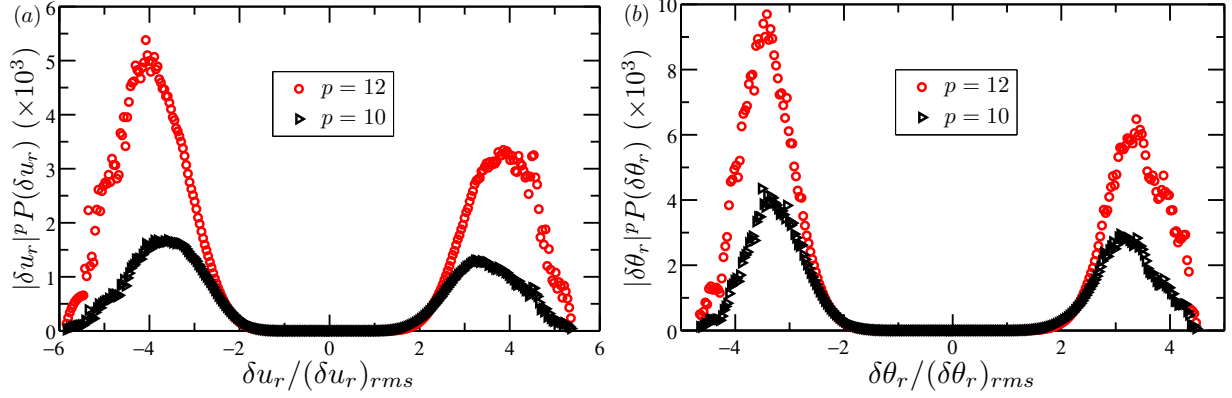 (a)
|δu_r|^p P(δu_r) (×10^3)
6
5
4
3
2
1
0
p = 12
p = 10
−6 −4 −2 0 2 4 6
δu_r/(δu_r)_{rms}
(b)
|δθ_r|^p P(δθ_r) (×10^3)
10
8
6
4
2
0
p = 12
p = 10
−4 −2 0 2 4
δθ_r/(δθ_r)_{rms}